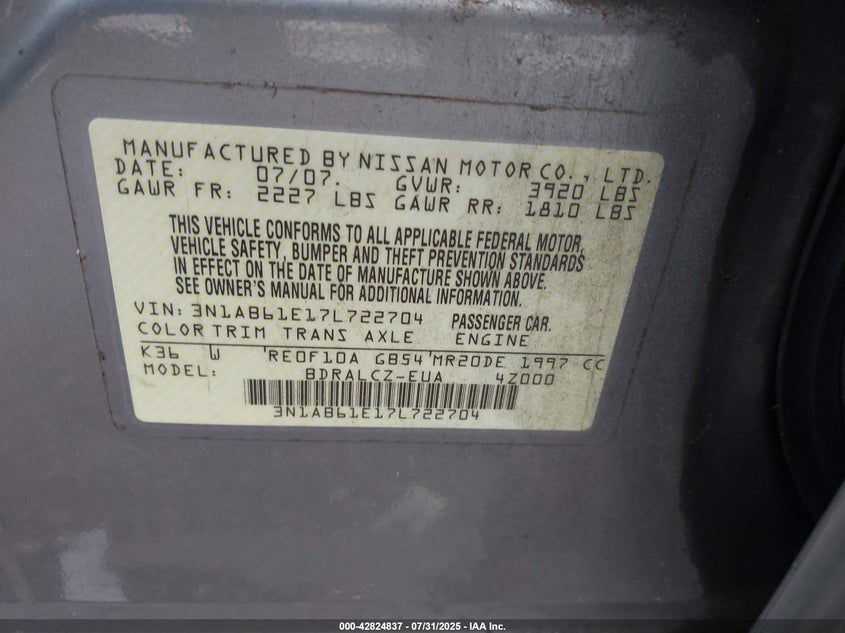 MANUFACTURED BY NISSAN MOTOR CO., LTD.
DATE: 07/07. GVWR: 3920 LBS
GAWR FR: 2227 LBS GAWR RR: 1810 LBS
THIS VEHICLE CONFORMS TO ALL APPLICABLE FEDERAL MOTOR
VEHICLE SAFETY, BUMPER AND THEFT PREVENTION STANDARDS
IN EFFECT ON THE DATE OF MANUFACTURE SHOWN ABOVE.
SEE OWNER'S MANUAL FOR ADDITIONAL INFORMATION.
VIN: 3N1AB61E17L722704 PASSENGER CAR.
COLOR TRIM TRANS AXLE ENGINE
K36 W 'RE0F10A GB54'MR20DE 1997 CC
MODEL: BDRALCZ-EUA 4Z000
3N1AB61E17L722704
000-42824837 - 07/31/2025 - IAA Inc.